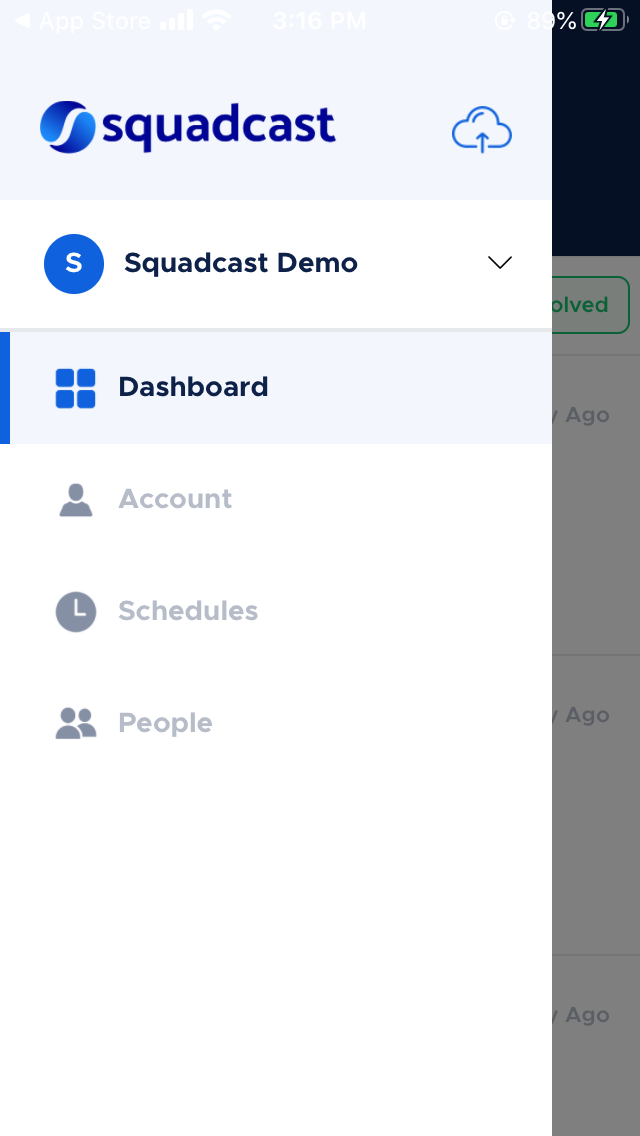 App Store 3:16 PM 89%
squadcast
S Squadcast Demo
olved
Dashboard
Ago
Account
Schedules
Ago
People
Ago